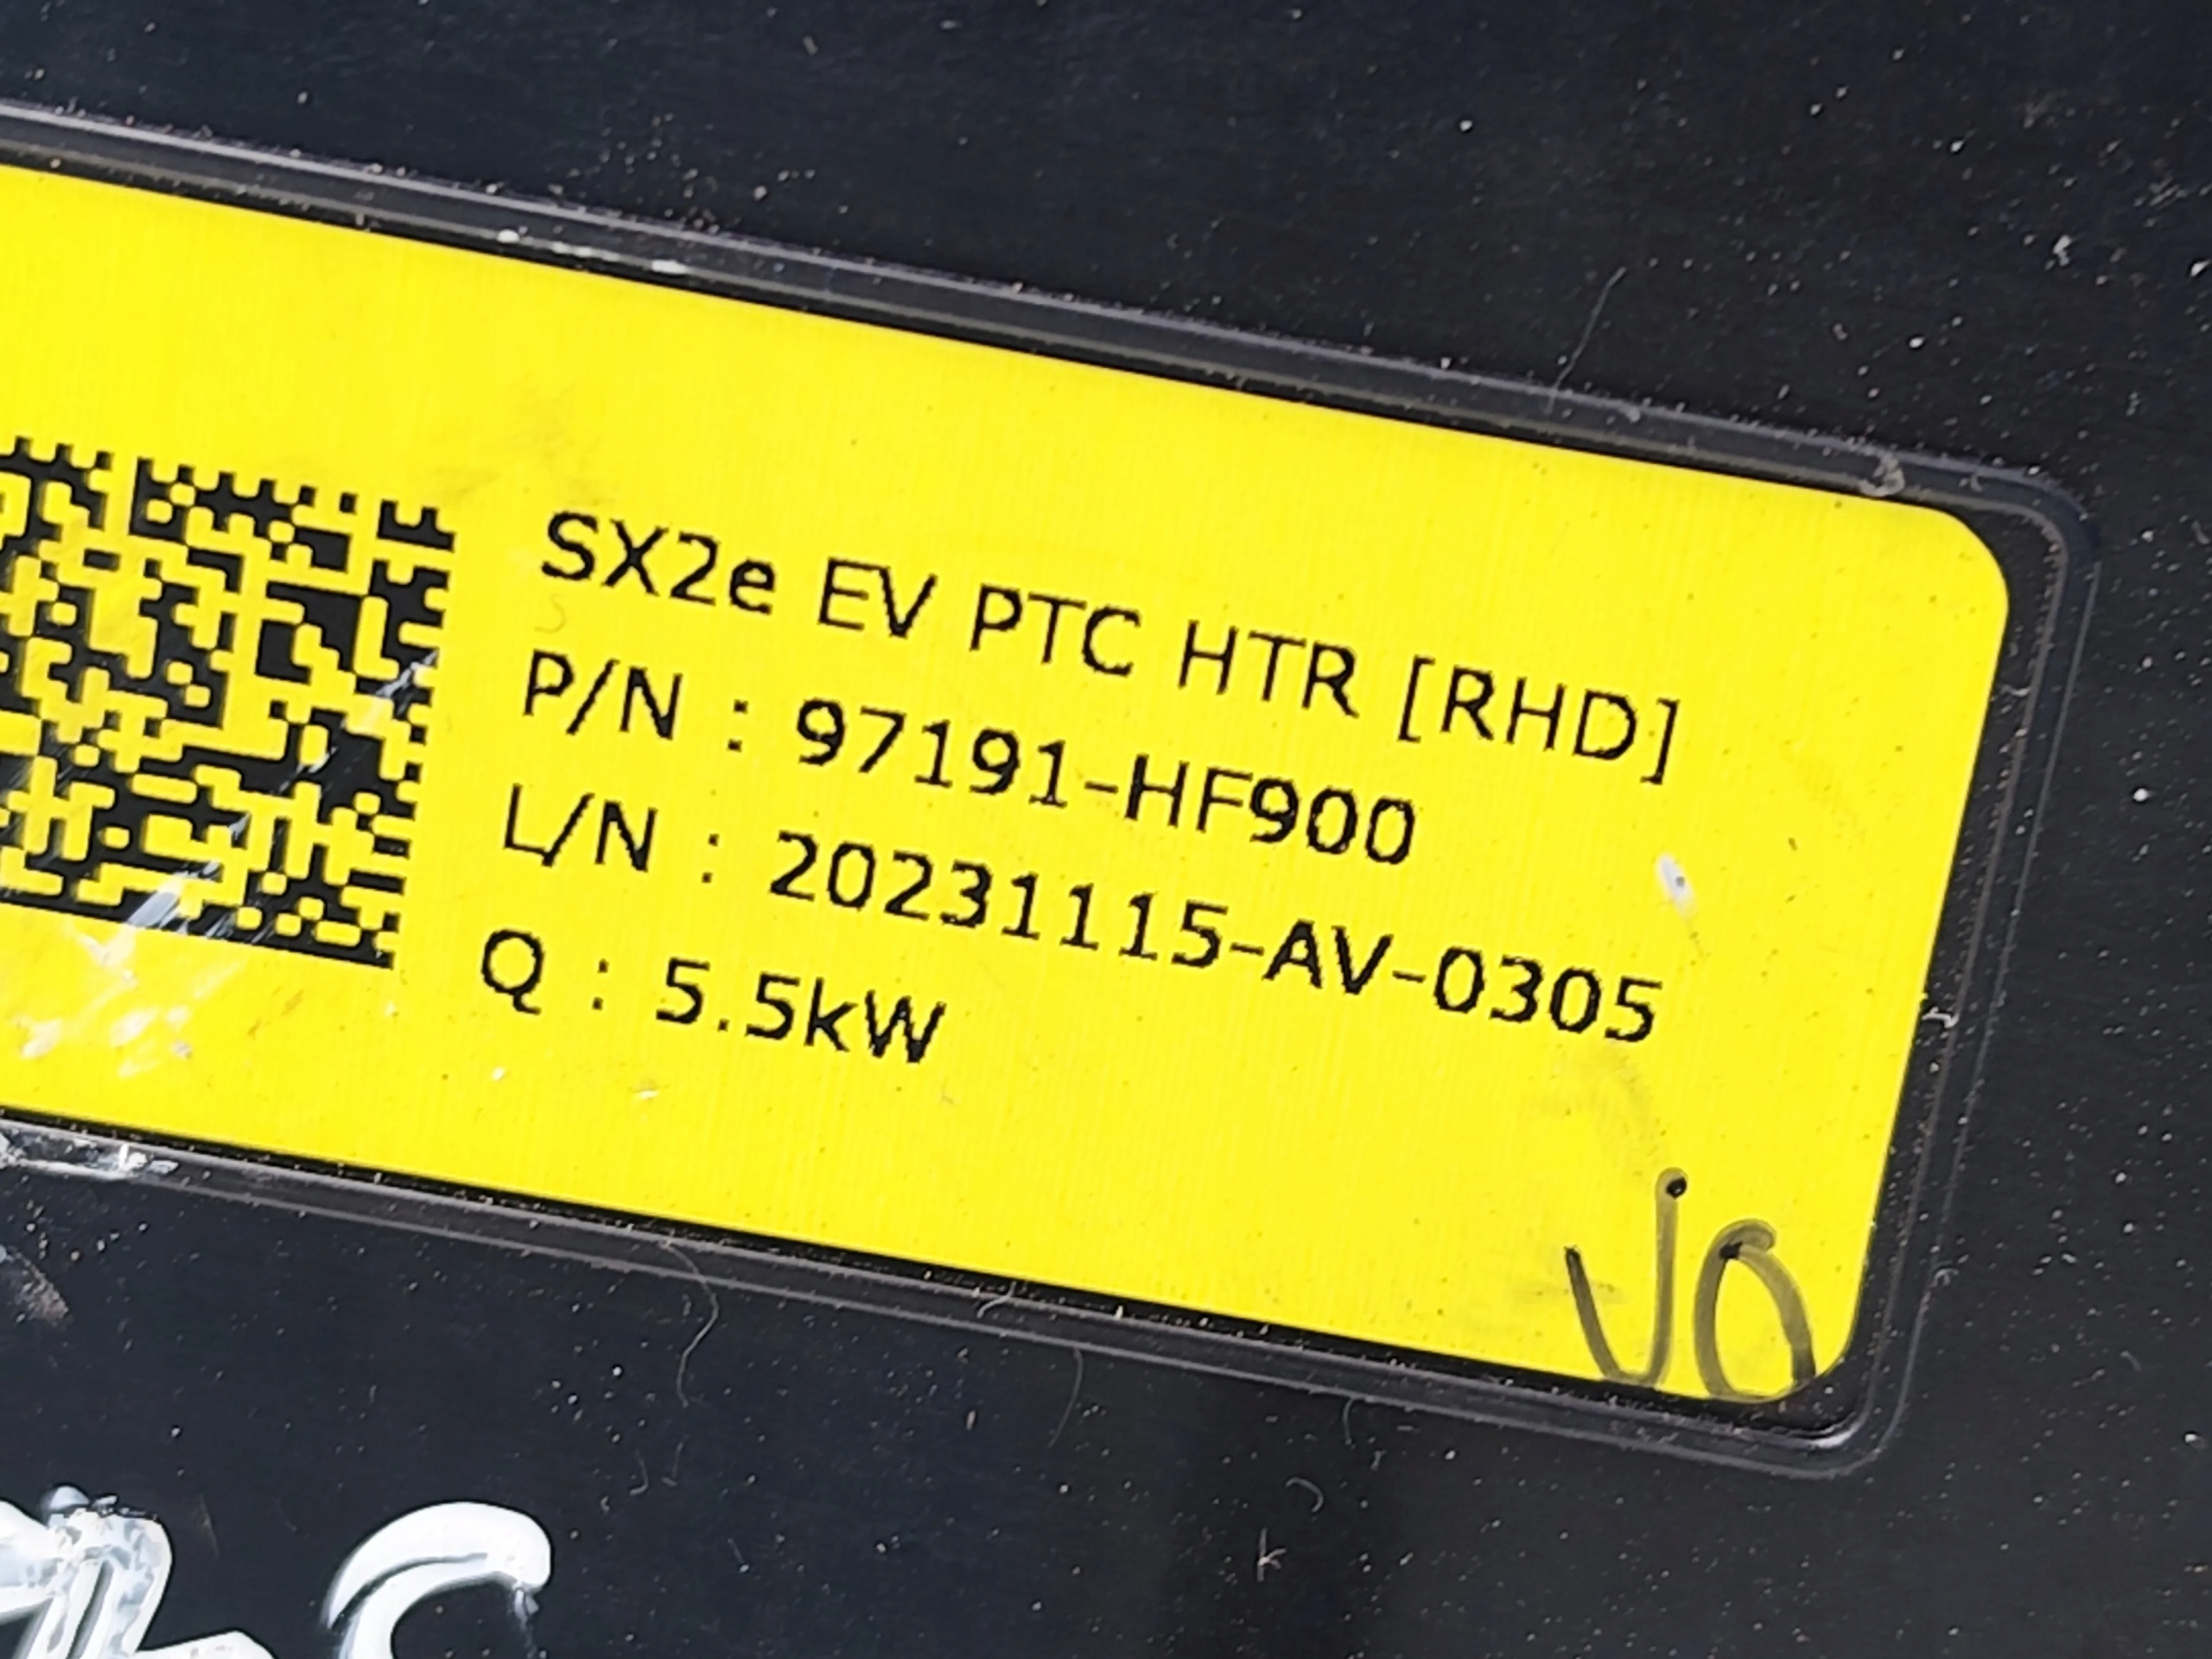 SX2e EV PTC HTR [RHD]
P/N : 97191-HF900
L/N : 20231115-AV-0305
Q : 5.5kW